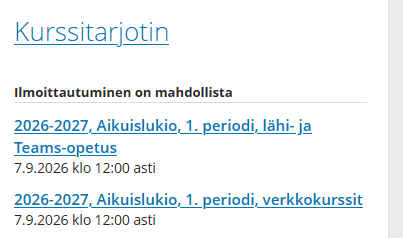 Kurssitarjotin
Ilmoittautuminen on mahdollista
2026-2027, Aikuislukio, 1. periodi, lähi- ja
Teams-opetus
7.9.2026 klo 12:00 asti
2026-2027, Aikuislukio, 1. periodi, verkkokurssit
7.9.2026 klo 12:00 asti